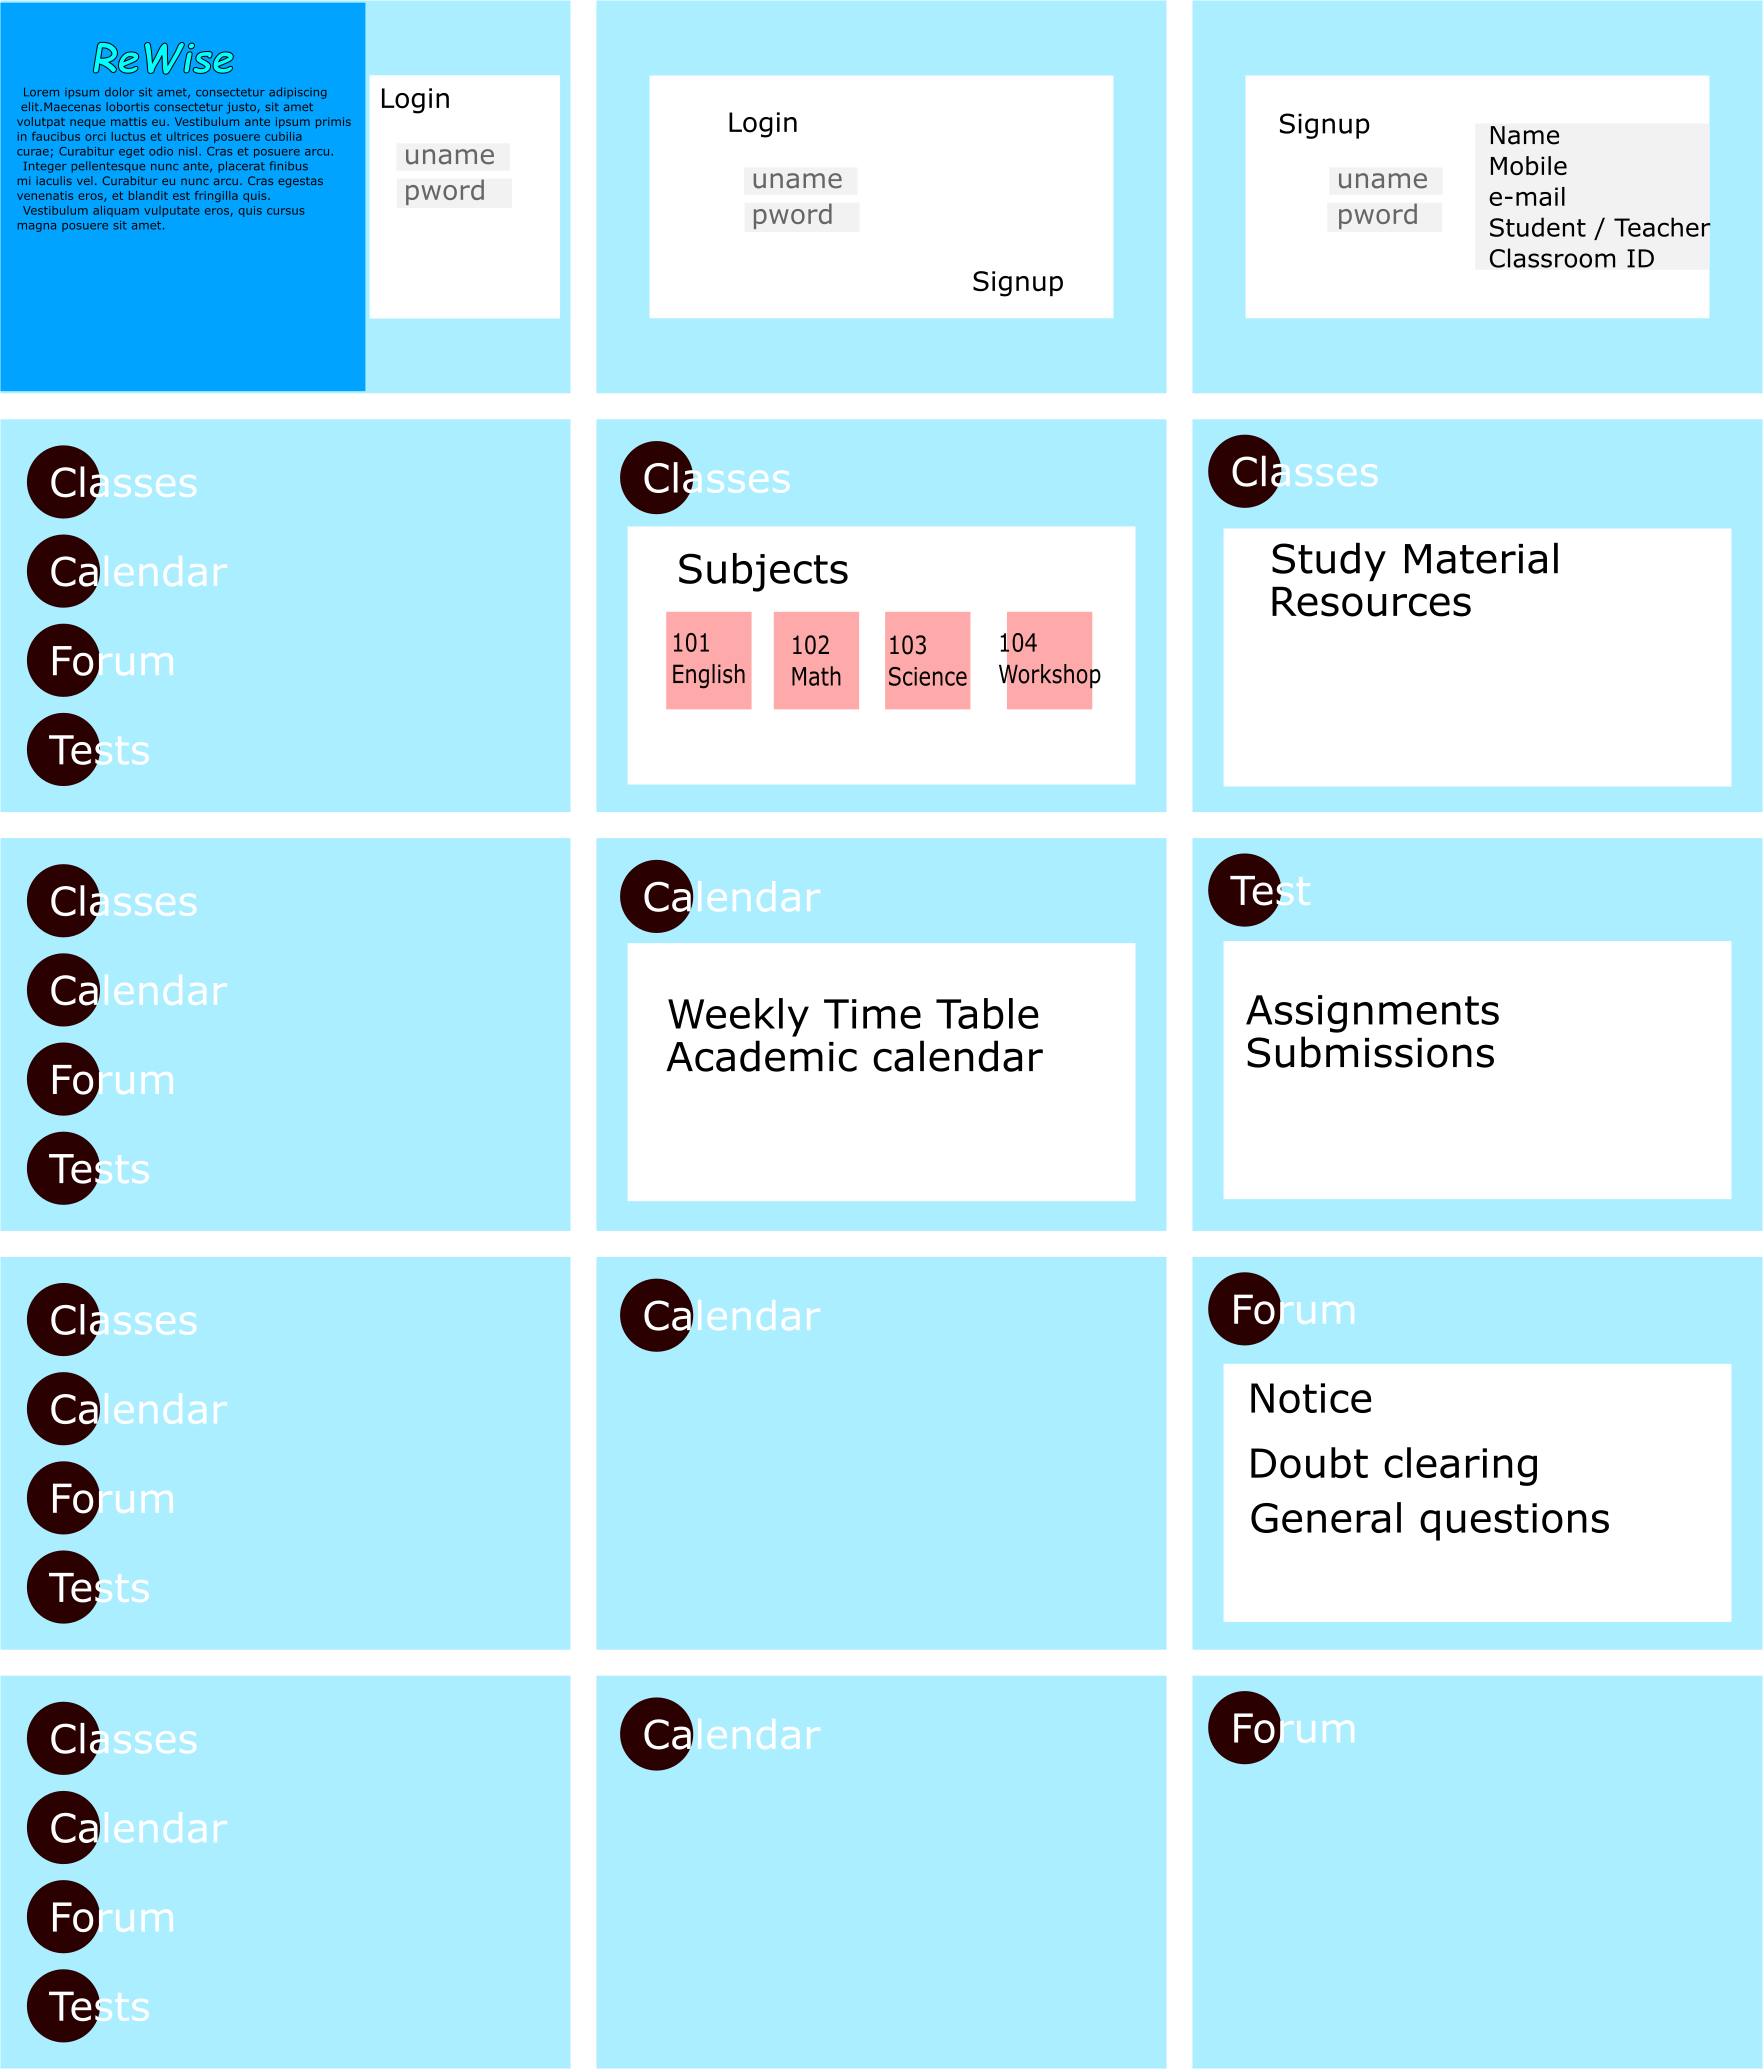 ReWise
Lorem ipsum dolor sit amet, consectetur adipiscing
elit.Maecenas lobortis consectetur justo, sit amet
volutpat neque mattis eu. Vestibulum ante ipsum primis
in faucibus orci luctus et ultrices posuere cubilia
curae; Curabitur eget odio nisl. Cras et posuere arcu.
Integer pellentesque nunc ante, placerat finibus
mi iaculis vel. Curabitur eu nunc arcu. Cras egestas
venenatis eros, et blandit est fringilla quis.
Vestibulum aliquam vulputate eros, quis cursus
magna posuere sit amet.
Login
uname
pword
Login
uname
pword
Signup
Signup
uname
pword
Name
Mobile
e-mail
Student / Teacher
Classroom ID
Classes
Calendar
Forum
Tests
Classes
Subjects
101
English
102
Math
103
Science
104
Workshop
Classes
Study Material
Resources
Classes
Calendar
Forum
Tests
Calendar
Weekly Time Table
Academic calendar
Test
Assignments
Submissions
Classes
Calendar
Forum
Tests
Calendar
Forum
Notice
Doubt clearing
General questions
Classes
Calendar
Forum
Tests
Calendar
Forum